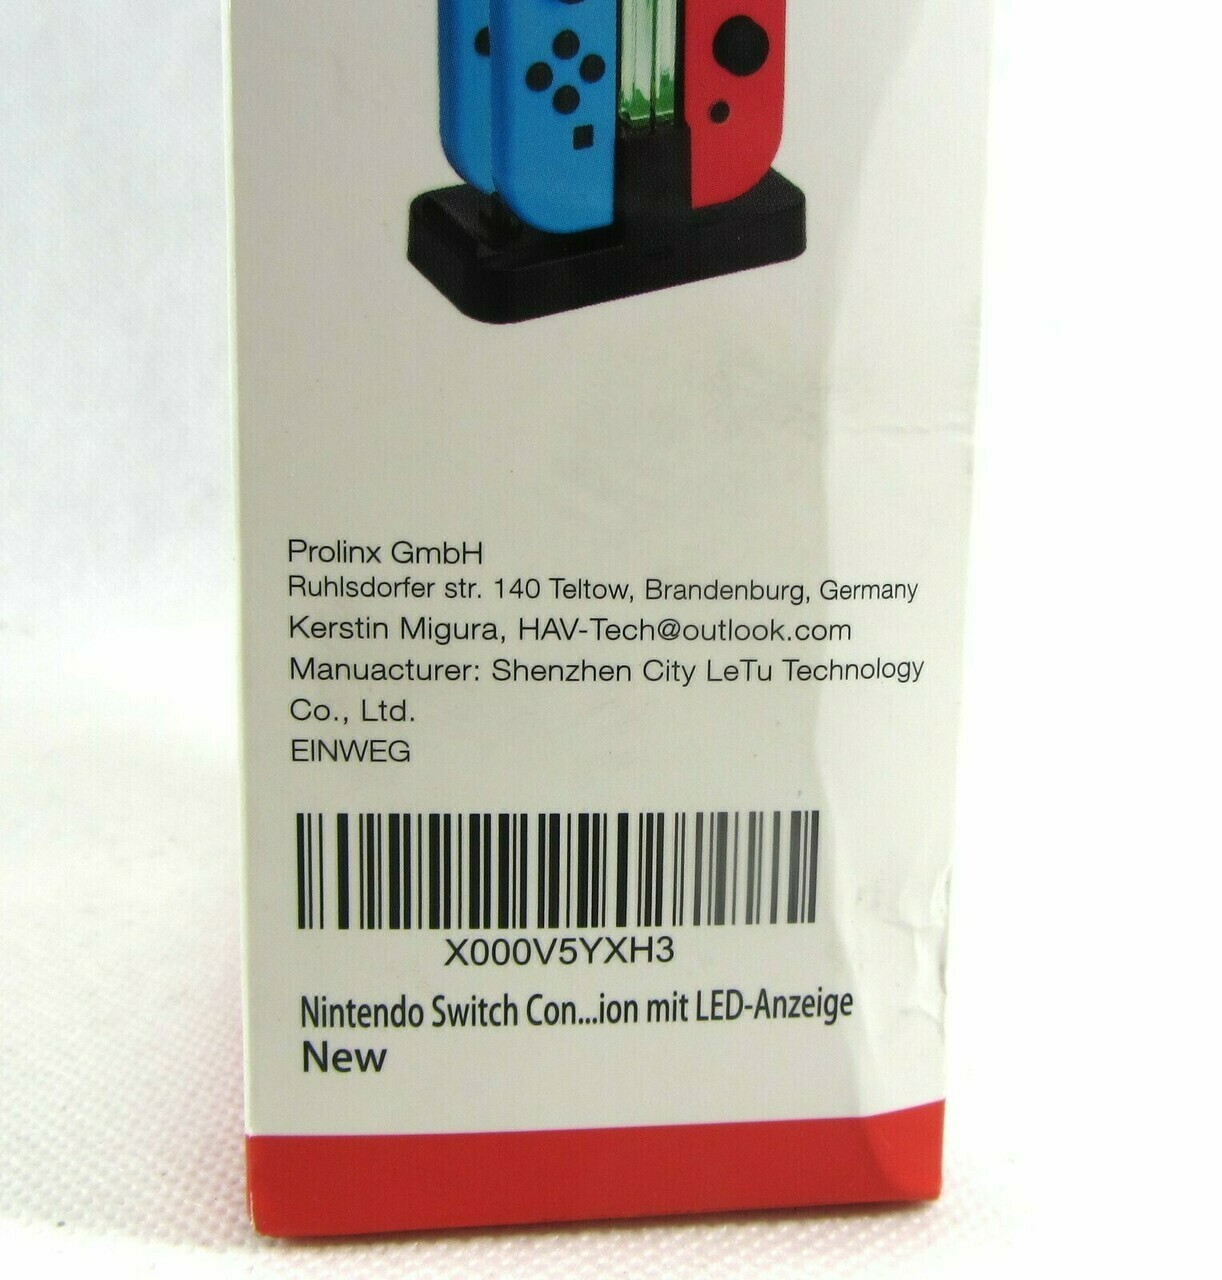 Prolinx GmbH
Ruhlsdorfer str. 140 Teltow, Brandenburg, Germany
Kerstin Migura, HAV-Tech@outlook.com
Manuacturer: Shenzhen City LeTu Technology
Co., Ltd.
EINWEG
X000V5YXH3
Nintendo Switch Con...ion mit LED-Anzeige
New